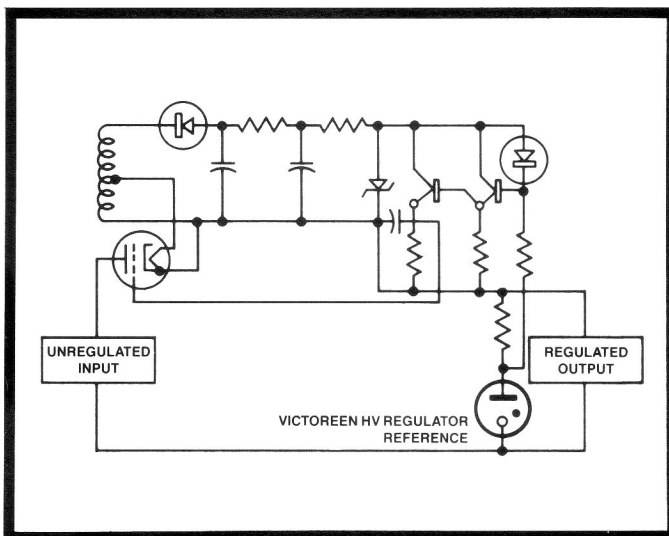 UNREGULATED
INPUT
REGULATED
OUTPUT
VICTOREEN HV REGULATOR
REFERENCE